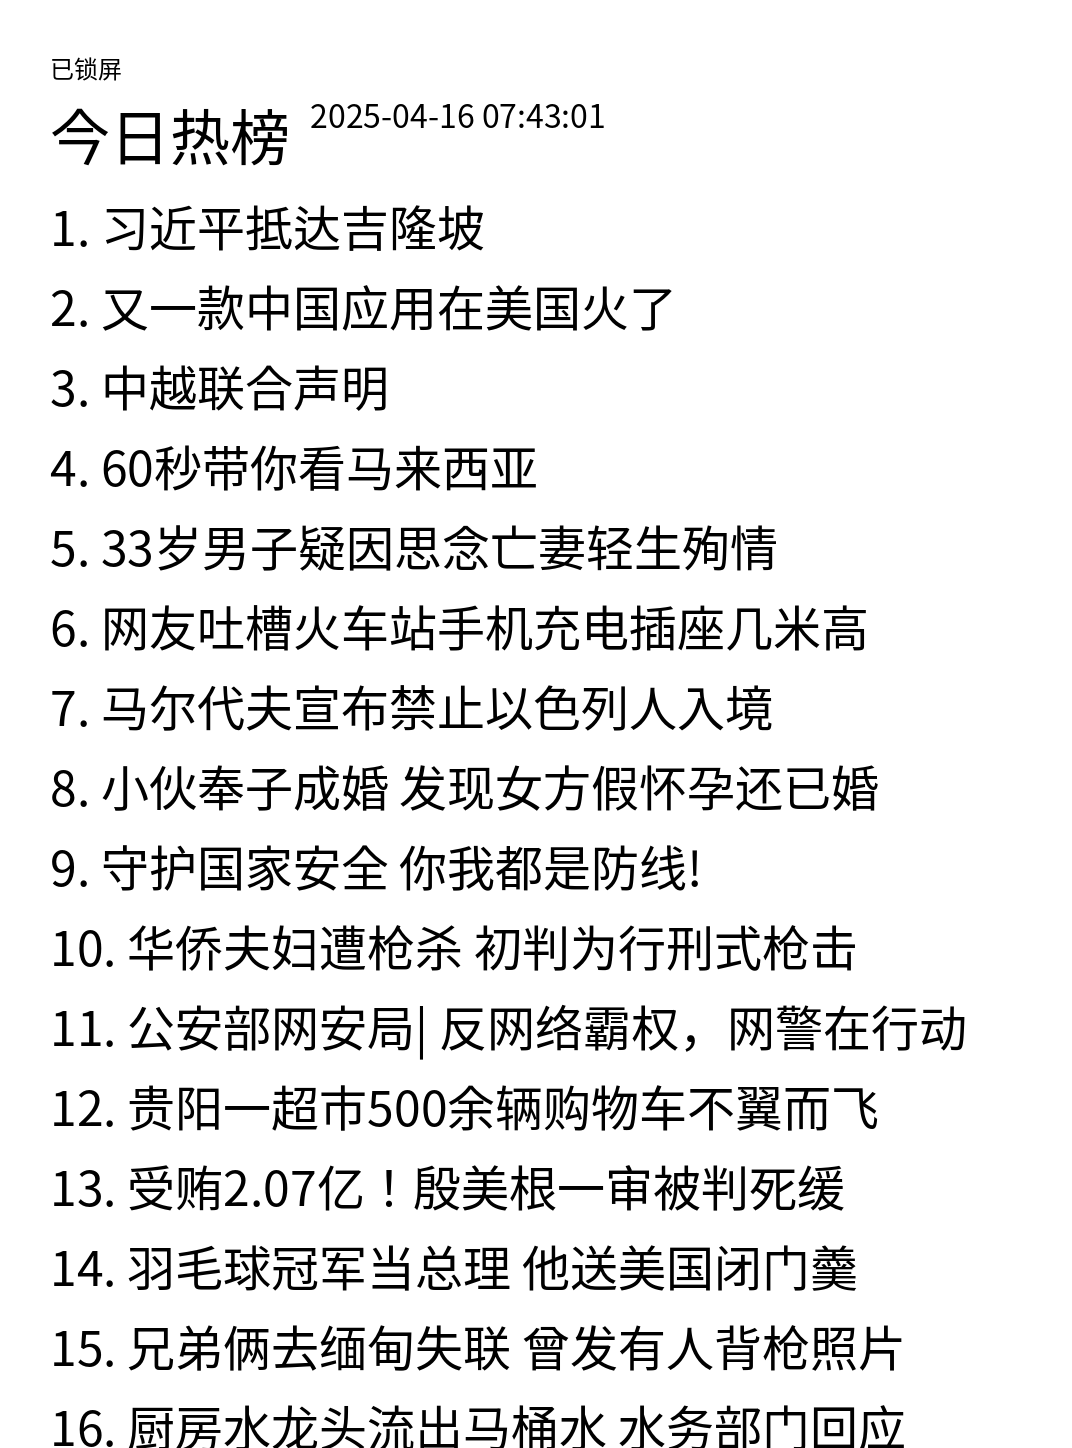 已锁屏
今日热榜 2025-04-16 07:43:01
1. 习近平抵达吉隆坡
2. 又一款中国应用在美国火了
3. 中越联合声明
4. 60秒带你看马来西亚
5. 33岁男子疑因思念亡妻轻生殉情
6. 网友吐槽火车站手机充电插座几米高
7. 马尔代夫宣布禁止以色列人入境
8. 小伙奉子成婚 发现女方假怀孕还已婚
9. 守护国家安全 你我都是防线!
10. 华侨夫妇遭枪杀 初判为行刑式枪击
11. 公安部网安局| 反网络霸权，网警在行动
12. 贵阳一超市500余辆购物车不翼而飞
13. 受贿2.07亿！殷美根一审被判死缓
14. 羽毛球冠军当总理 他送美国闭门羹
15. 兄弟俩去缅甸失联 曾发有人背枪照片
16. 厨房水龙头流出马桶水 水务部门回应